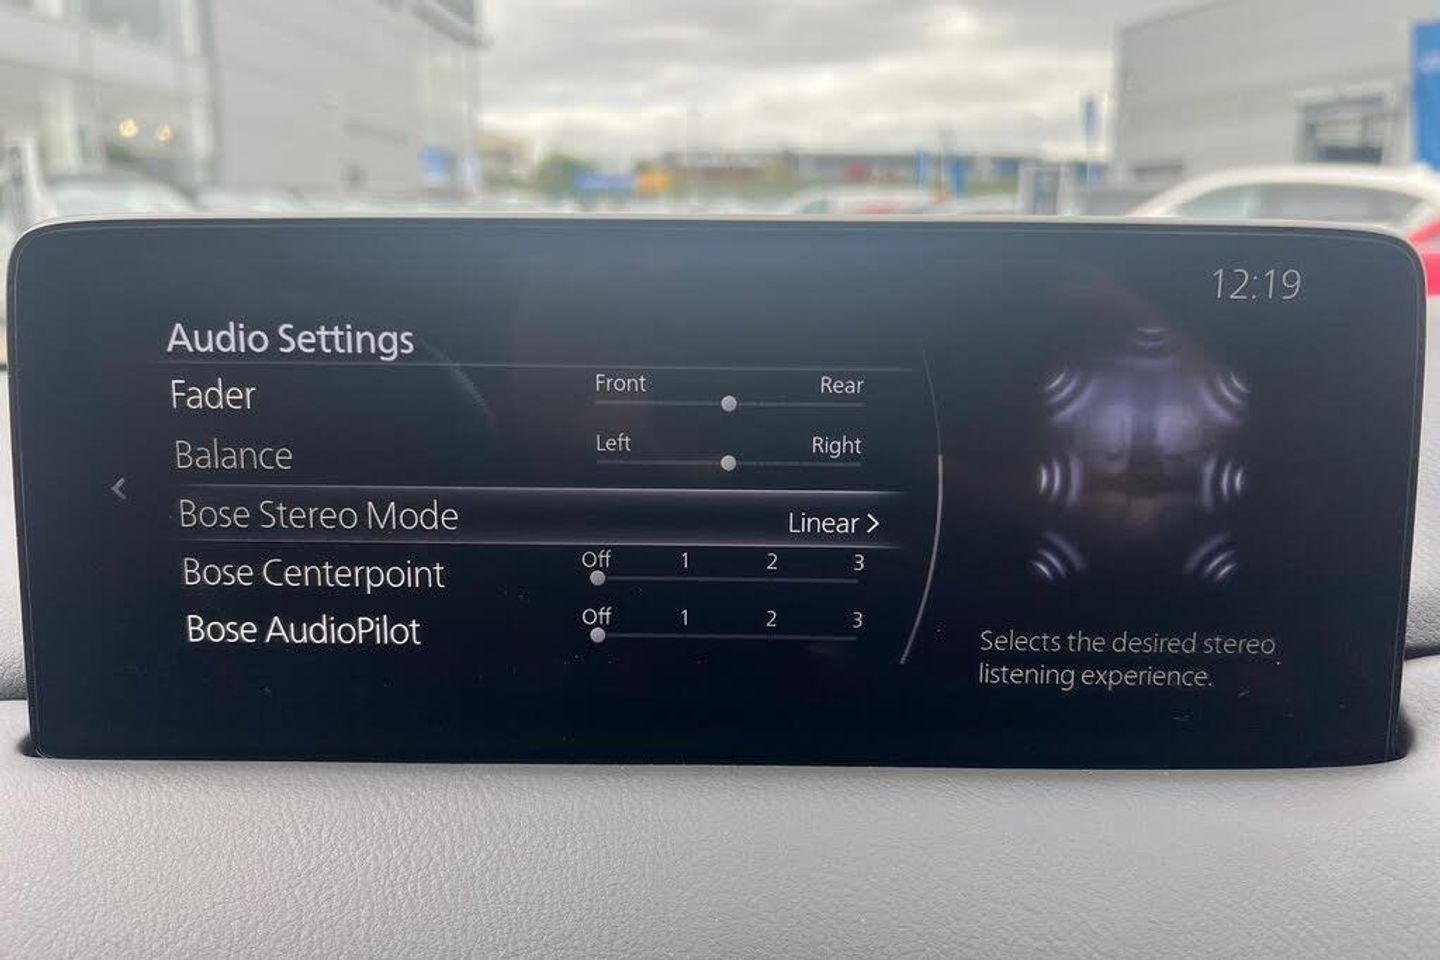 12:19
Audio Settings
Fader Front Rear
Balance Left Right
Bose Stereo Mode Linear >
Bose Centerpoint Off 1 2 3
Bose AudioPilot Off 1 2 3
Selects the desired stereo
listening experience.